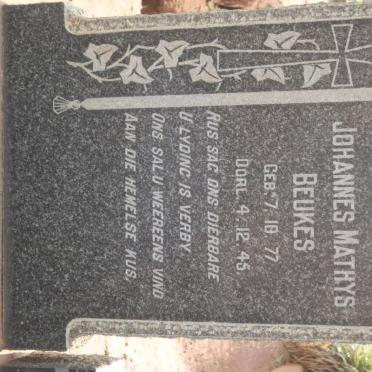 JOHANNES MATHYS
BEUKES
GEB. 7. 10. 77
OORL. 4. 12. 45.
RUS SAG ONS DIERBARE
U LYDING IS VERBY.
ONS SAL U WEEREENS VIND
AAN DIE HEMELSE KUS.